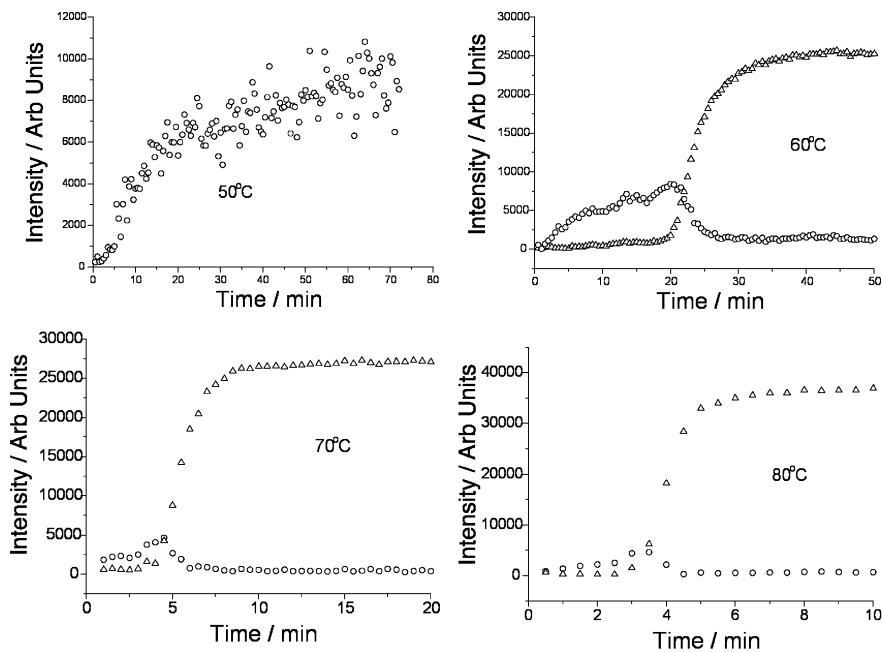 12000
10000
8000
6000
4000
2000
0
Intensity / Arb Units
50°C
0 10 20 30 40 50 60 70 80
Time / min
30000
25000
20000
15000
10000
5000
0
Intensity / Arb Units
60°C
0 10 20 30 40 50
Time / min
30000
25000
20000
15000
10000
5000
0
Intensity / Arb Units
70°C
0 5 10 15 20
Time / min
40000
30000
20000
10000
0
Intensity / Arb Units
80°C
0 2 4 6 8 10
Time / min